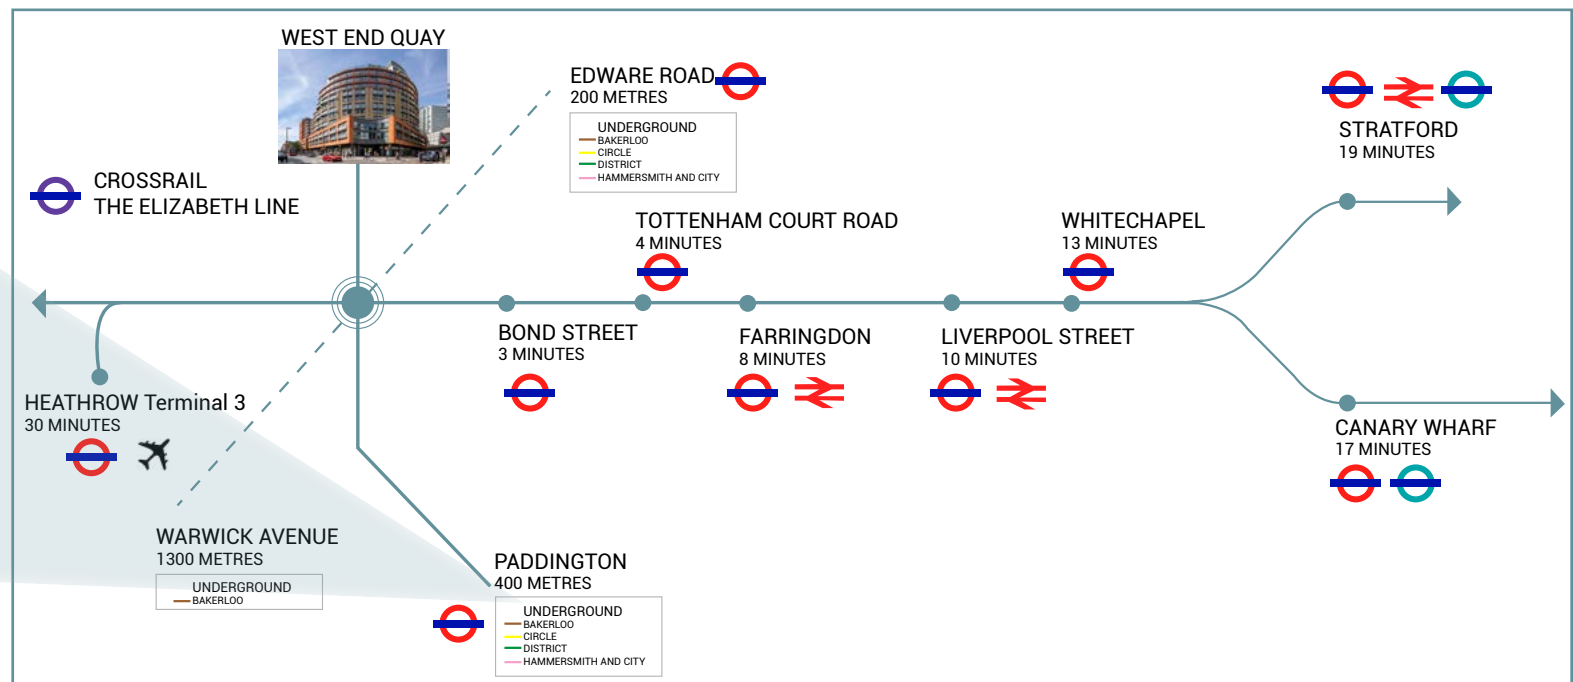 WEST END QUAY
EDWARE ROAD
200 METRES
UNDERGROUND
BAKERLOO
CIRCLE
DISTRICT
HAMMERSMITH AND CITY
STRATFORD
19 MINUTES
CROSSRAIL
THE ELIZABETH LINE
TOTTENHAM COURT ROAD
4 MINUTES
WHITECHAPEL
13 MINUTES
BOND STREET
3 MINUTES
FARRINGDON
8 MINUTES
LIVERPOOL STREET
10 MINUTES
HEATHROW Terminal 3
30 MINUTES
CANARY WHARF
17 MINUTES
WARWICK AVENUE
1300 METRES
UNDERGROUND
BAKERLOO
PADDINGTON
400 METRES
UNDERGROUND
BAKERLOO
CIRCLE
DISTRICT
HAMMERSMITH AND CITY